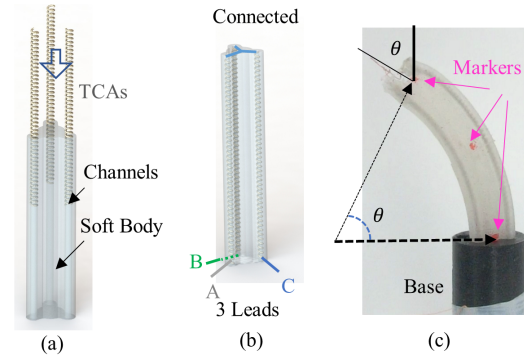 TCAs
Channels
Soft Body
(a)
Connected
B
A
C
3 Leads
(b)
θ
Markers
θ
Base
(c)